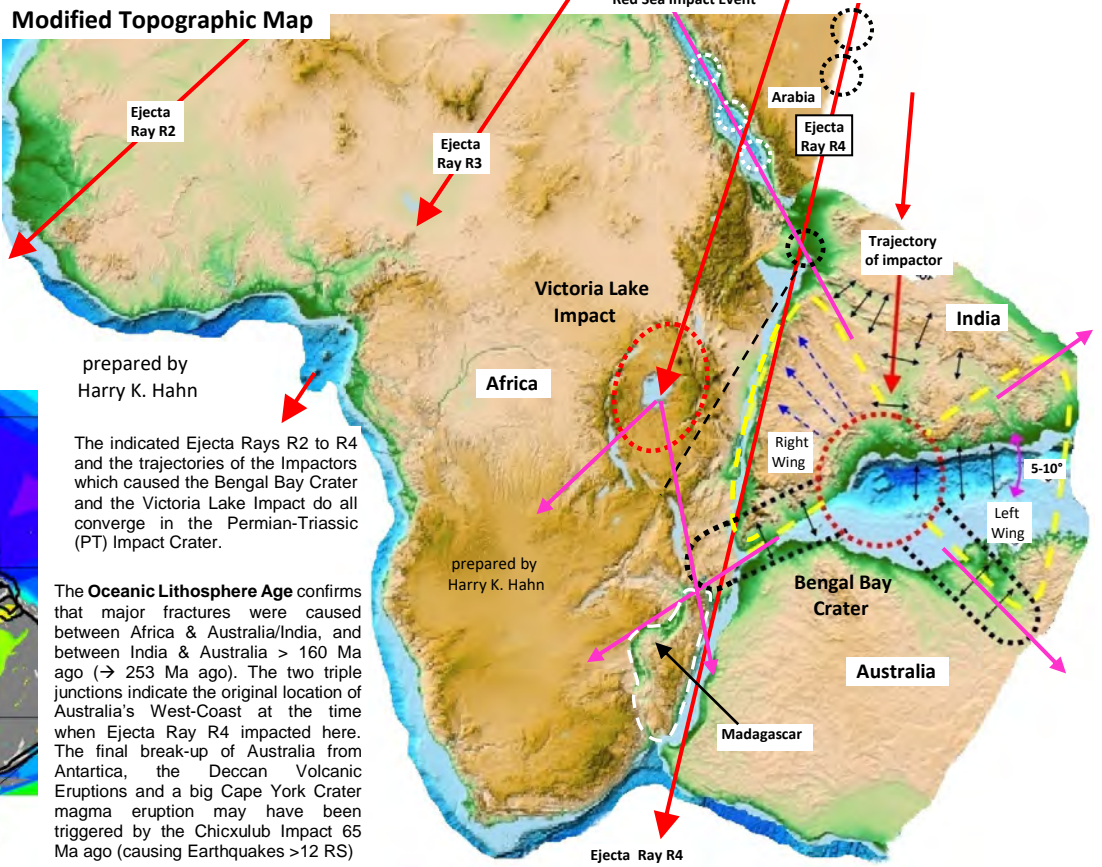 Modified Topographic Map
Red Sea Impact Event
Ejecta
Ray R2
Ejecta
Ray R3
Arabia
Ejecta
Ray R4
Trajectory
of impactor
India
Victoria Lake
Impact
prepared by
Harry K. Hahn
Africa
Right
Wing
5-10°
Left
Wing
The indicated Ejecta Rays R2 to R4
and the trajectories of the Impactors
which caused the Bengal Bay Crater
and the Victoria Lake Impact do all
converge in the Permian-Triassic
(PT) Impact Crater.
prepared by
Harry K. Hahn
Bengal Bay
Crater
Australia
Madagascar
The Oceanic Lithosphere Age confirms
that major fractures were caused
between Africa & Australia/India, and
between India & Australia > 160 Ma
ago (→ 253 Ma ago). The two triple
junctions indicate the original location of
Australia's West-Coast at the time
when Ejecta Ray R4 impacted here.
The final break-up of Australia from
Antartica, the Deccan Volcanic
Eruptions and a big Cape York Crater
magma eruption may have been
triggered by the Chicxulub Impact 65
Ma ago (causing Earthquakes >12 RS)
Ejecta Ray R4